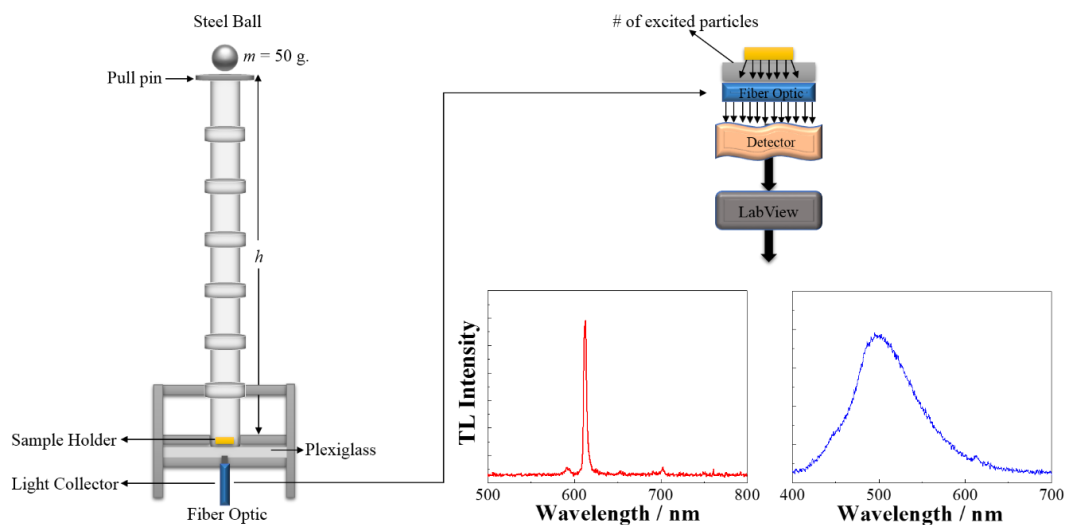 Steel Ball
m = 50 g.
Pull pin
h
Sample Holder
Plexiglass
Light Collector
Fiber Optic
# of excited particles
Fiber Optic
Detector
LabView
TL Intensity
500 600 700 800
Wavelength / nm
400 500 600 700
Wavelength / nm